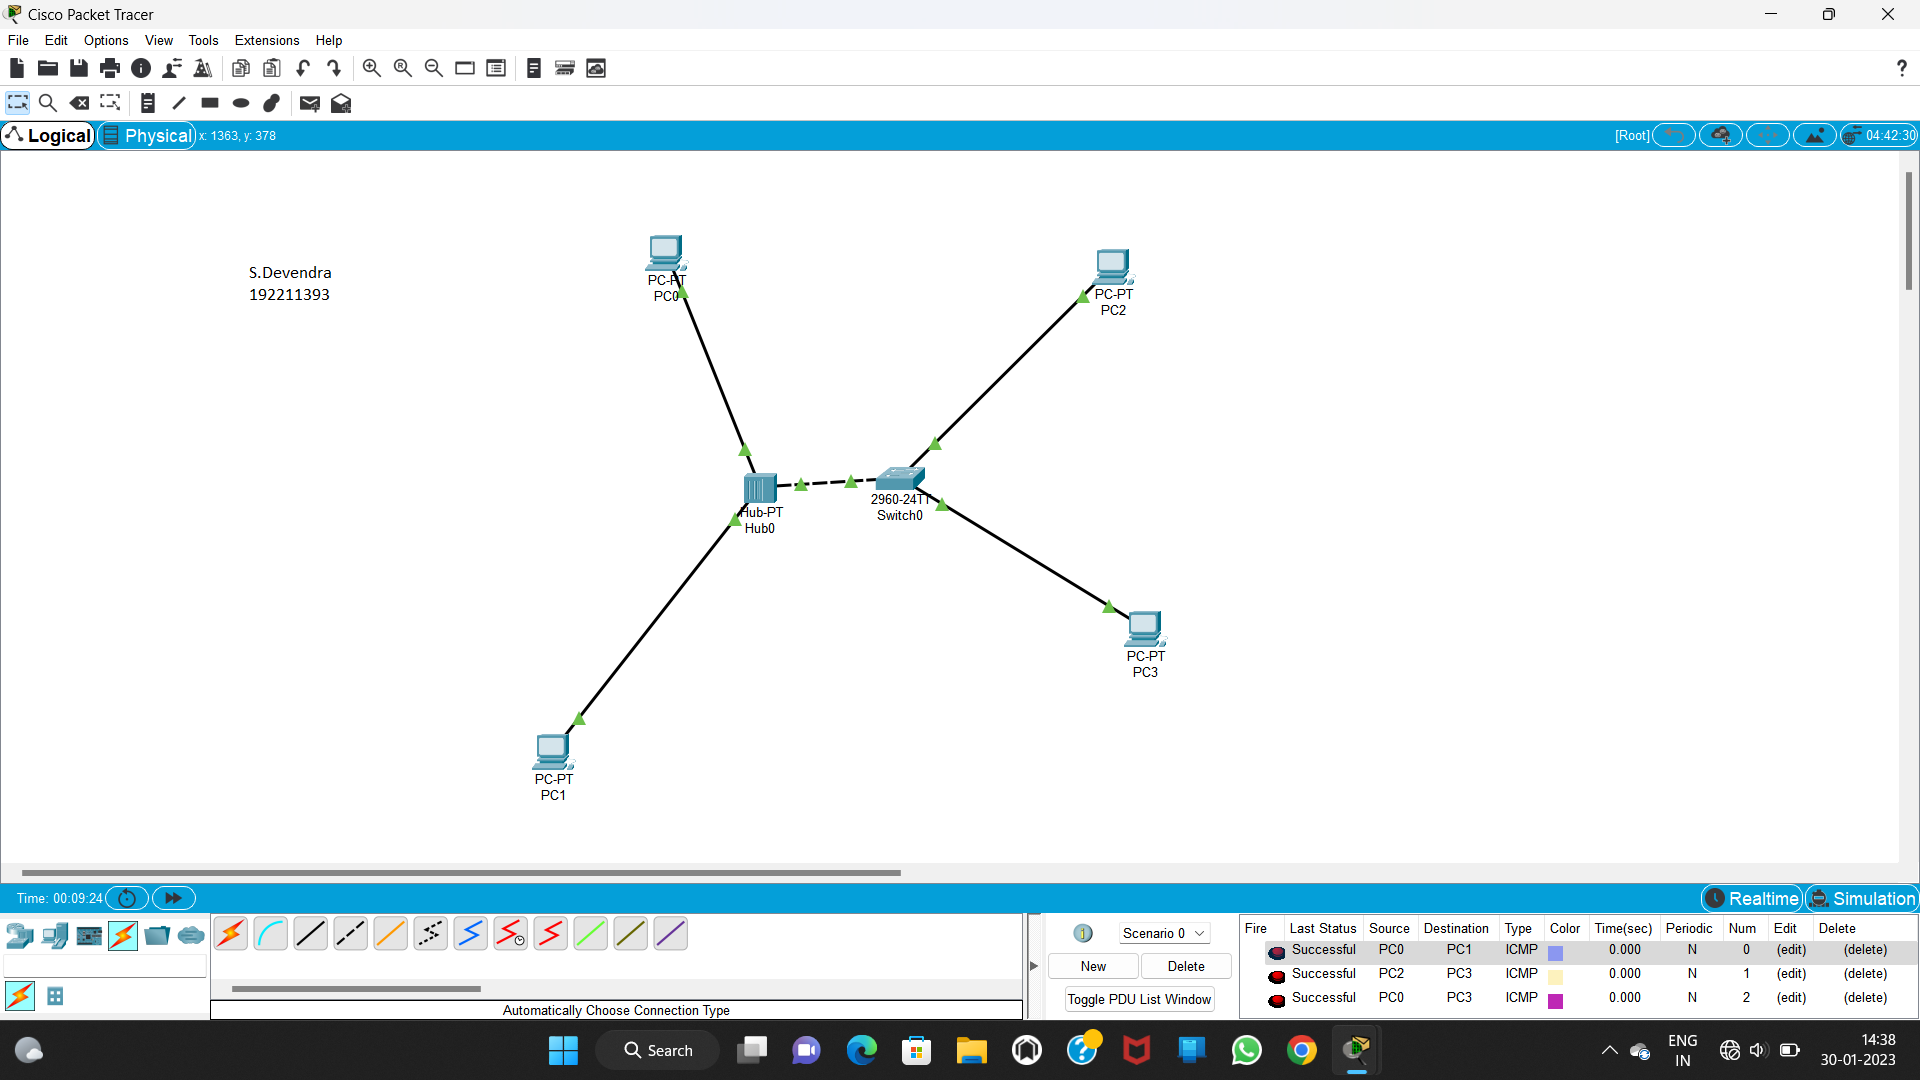 Cisco Packet Tracer
File Edit Options View Tools Extensions Help
?
Logical Physical x: 1363, y: 378 [Root] 04:42:30
S.Devendra
192211393
PC-PT
PC0
PC-PT
PC2
Hub-PT
Hub0
2960-24TT
Switch0
PC-PT
PC3
PC-PT
PC1
Time: 00:09:24 Realtime Simulation
Scenario 0
New Delete
Toggle PDU List Window
Automatically Choose Connection Type
Fire Last Status Source Destination Type Color Time(sec) Periodic Num Edit Delete
Successful PC0 PC1 ICMP 0.000 N 0 (edit) (delete)
Successful PC2 PC3 ICMP 0.000 N 1 (edit) (delete)
Successful PC0 PC3 ICMP 0.000 N 2 (edit) (delete)
Search
ENG
IN
14:38
30-01-2023